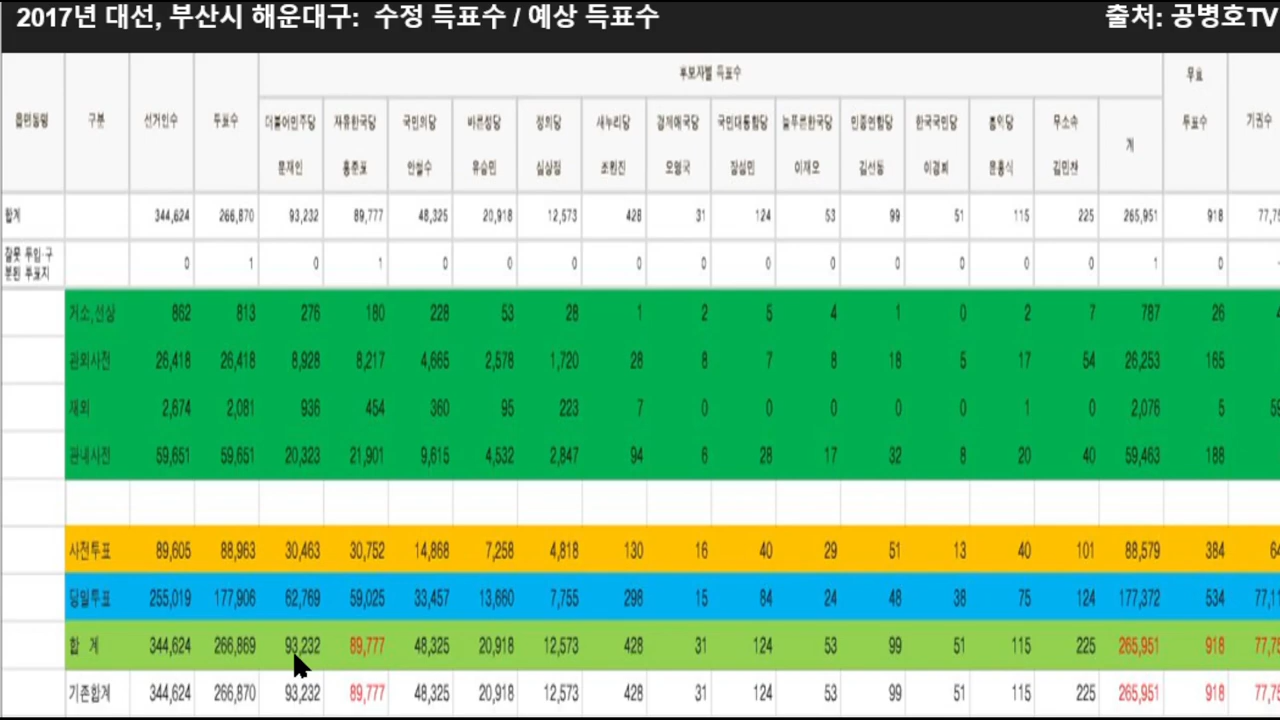 2017년 대선, 부산시 해운대구: 수정 득표수 / 예상 득표수 출처: 공병호TV
후보자별 득표수 무효
읍면동명 구분 선거인수 투표수 더불어민주당 자유한국당 국민의당 바른정당 정의당 새누리당 경제애국당 국민대통합당 늘푸른한국당 민중연합당 한국국민당 홍익당 무소속 계 투표수 기권수
문재인 홍준표 안철수 유승민 심상정 조원진 오영국 장성민 이재오 김선동 이경희 윤홍식 김민찬
합계 344,624 266,870 93,232 89,777 48,325 20,918 12,573 428 31 124 53 99 51 115 225 265,951 918 77,75
잘못 투입·구
분된 투표지 0 1 0 1 0 0 0 0 0 0 0 0 0 0 0 1 0
거소,선상 862 813 276 180 228 53 28 1 2 5 4 1 0 2 7 787 26 4
관외사전 26,418 26,418 8,928 8,217 4,665 2,578 1,720 28 8 7 8 18 5 17 54 26,253 165
재외 2,674 2,081 936 454 360 95 223 7 0 0 0 0 0 1 0 2,076 5 59
관내사전 59,651 59,651 20,323 21,901 9,615 4,532 2,847 94 6 28 17 32 8 20 40 59,463 188
사전투표 89,605 88,963 30,463 30,752 14,868 7,258 4,818 130 16 40 29 51 13 40 101 88,579 384 64
당일투표 255,019 177,906 62,769 59,025 33,457 13,660 7,755 298 15 84 24 48 38 75 124 177,372 534 77,11
합 계 344,624 266,869 93,232 89,777 48,325 20,918 12,573 428 31 124 53 99 51 115 225 265,951 918 77,75
기존합계 344,624 266,870 93,232 89,777 48,325 20,918 12,573 428 31 124 53 99 51 115 225 265,951 918 77,75